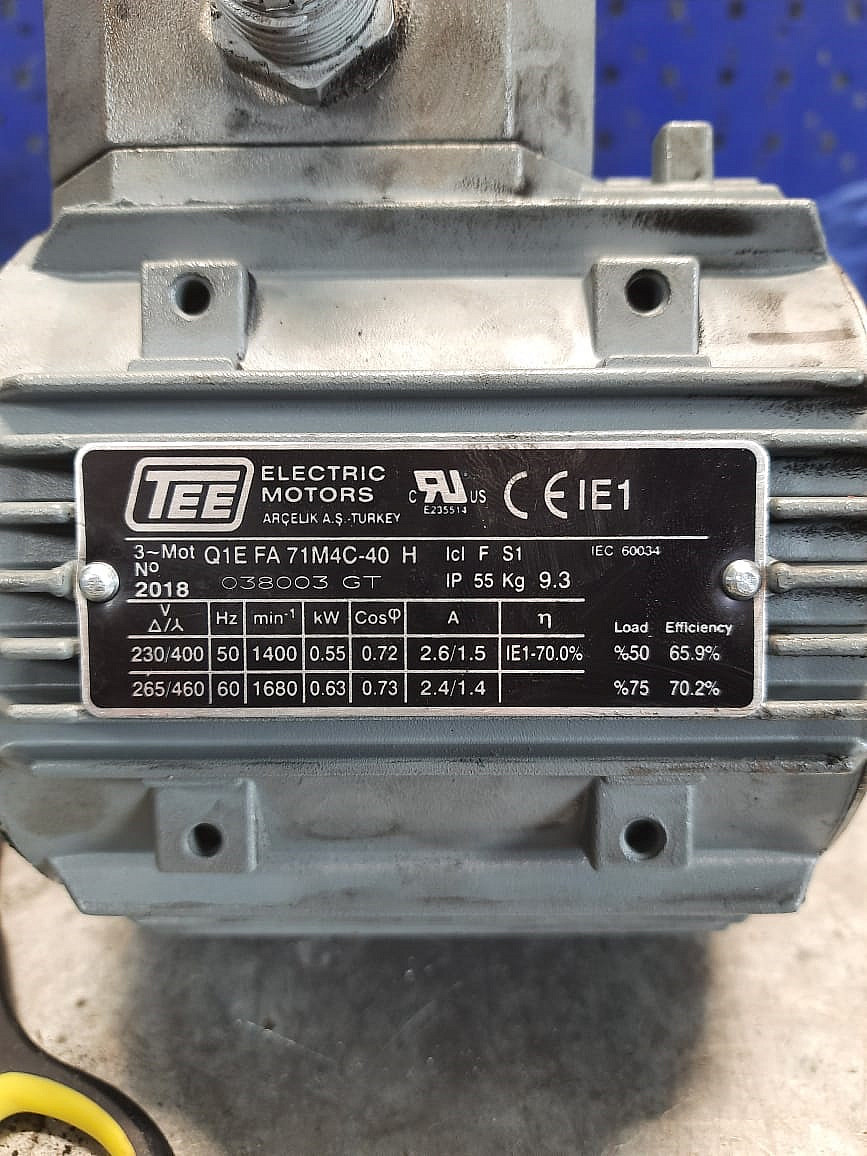 TEE ELECTRIC MOTORS
ARÇELIK A.Ş.-TURKEY
C UR US
E235514
CE IE1
3~Mot Q1E FA 71M4C-40 H Icl F S1 IEC 60034
No 2018 038003 GT IP 55 Kg 9.3
V Δ/⅄ Hz min⁻¹ kW Cosφ A η Load Efficiency
230/400 50 1400 0.55 0.72 2.6/1.5 IE1-70.0% %50 65.9%
265/460 60 1680 0.63 0.73 2.4/1.4 %75 70.2%